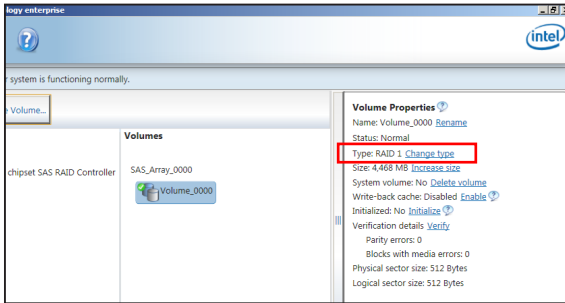 logy enterprise
intel
r system is functioning normally.
e Volume...
chipset SAS RAID Controller
Volumes
SAS_Array_0000
Volume_0000
Volume Properties
Name: Volume_0000 Rename
Status: Normal
Type: RAID 1 Change type
Size: 4,468 MB Increase size
System volume: No Delete volume
Write-back cache: Disabled Enable
Initialized: No Initialize
Verification details Verify
Parity errors: 0
Blocks with media errors: 0
Physical sector size: 512 Bytes
Logical sector size: 512 Bytes